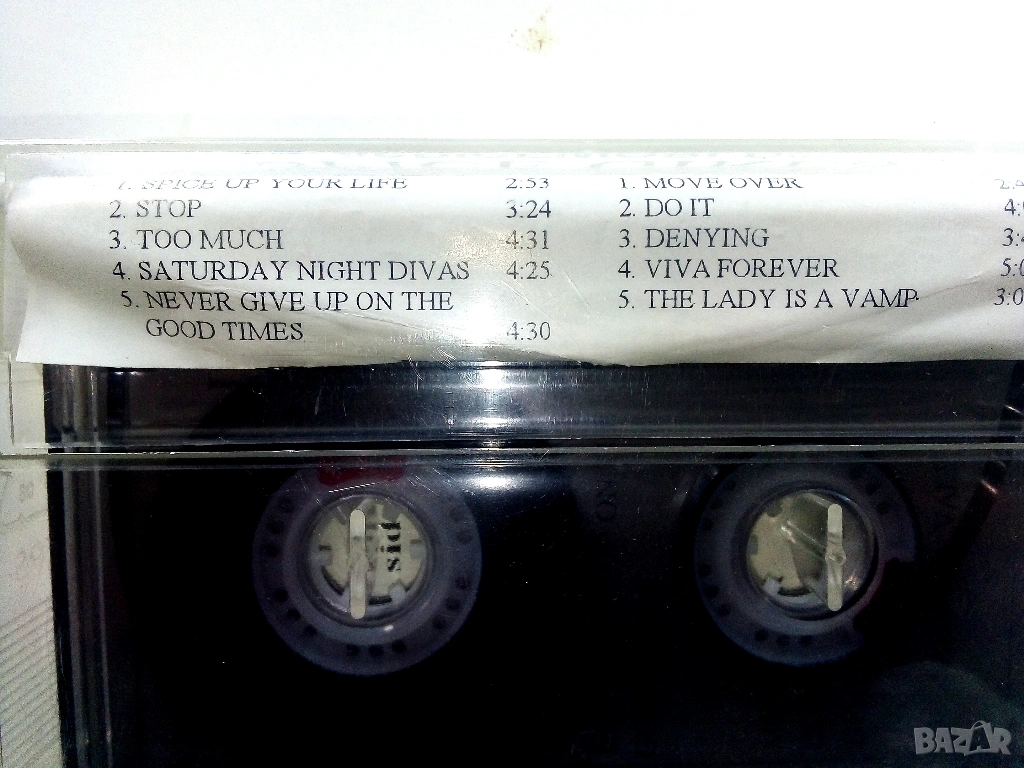 1. SPICE UP YOUR LIFE 2:53
2. STOP 3:24
3. TOO MUCH 4:31
4. SATURDAY NIGHT DIVAS 4:25
5. NEVER GIVE UP ON THE
GOOD TIMES 4:30
1. MOVE OVER
2. DO IT
3. DENYING
4. VIVA FOREVER
5. THE LADY IS A VAMP
sid
BAZAR